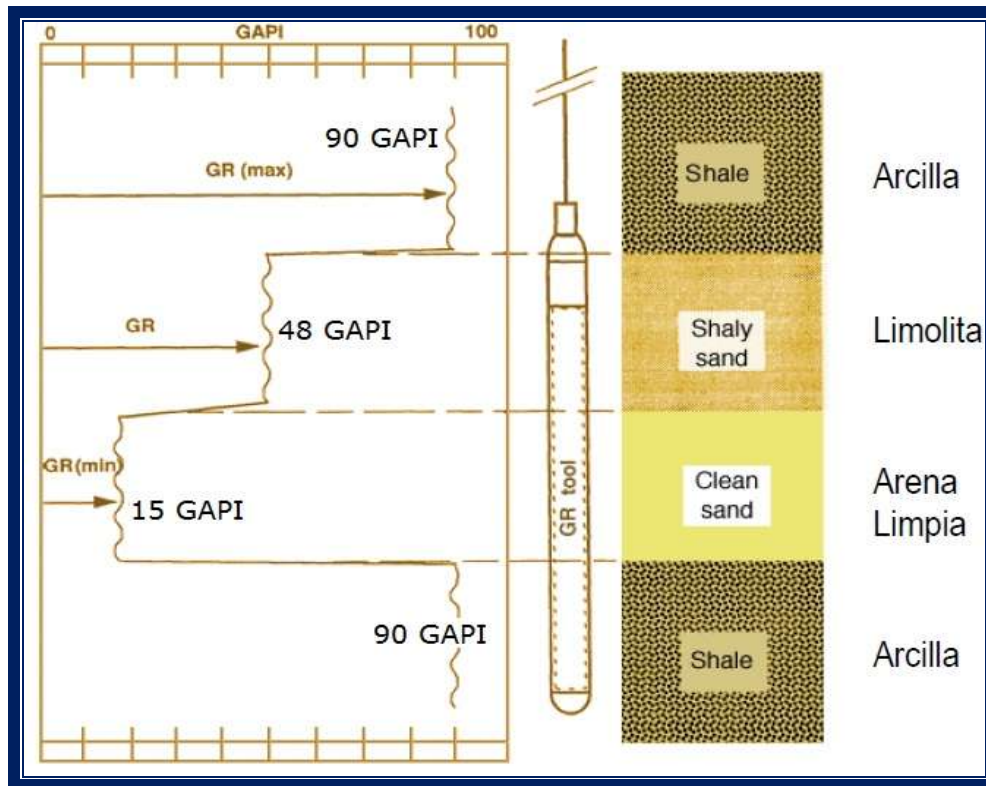 0 GAPI 100
90 GAPI
GR (max)
Shale
Arcilla
GR
48 GAPI
Shaly
sand
Limolita
GR(min)
15 GAPI
GR tool
Clean
sand
Arena
Limpia
90 GAPI
Shale
Arcilla